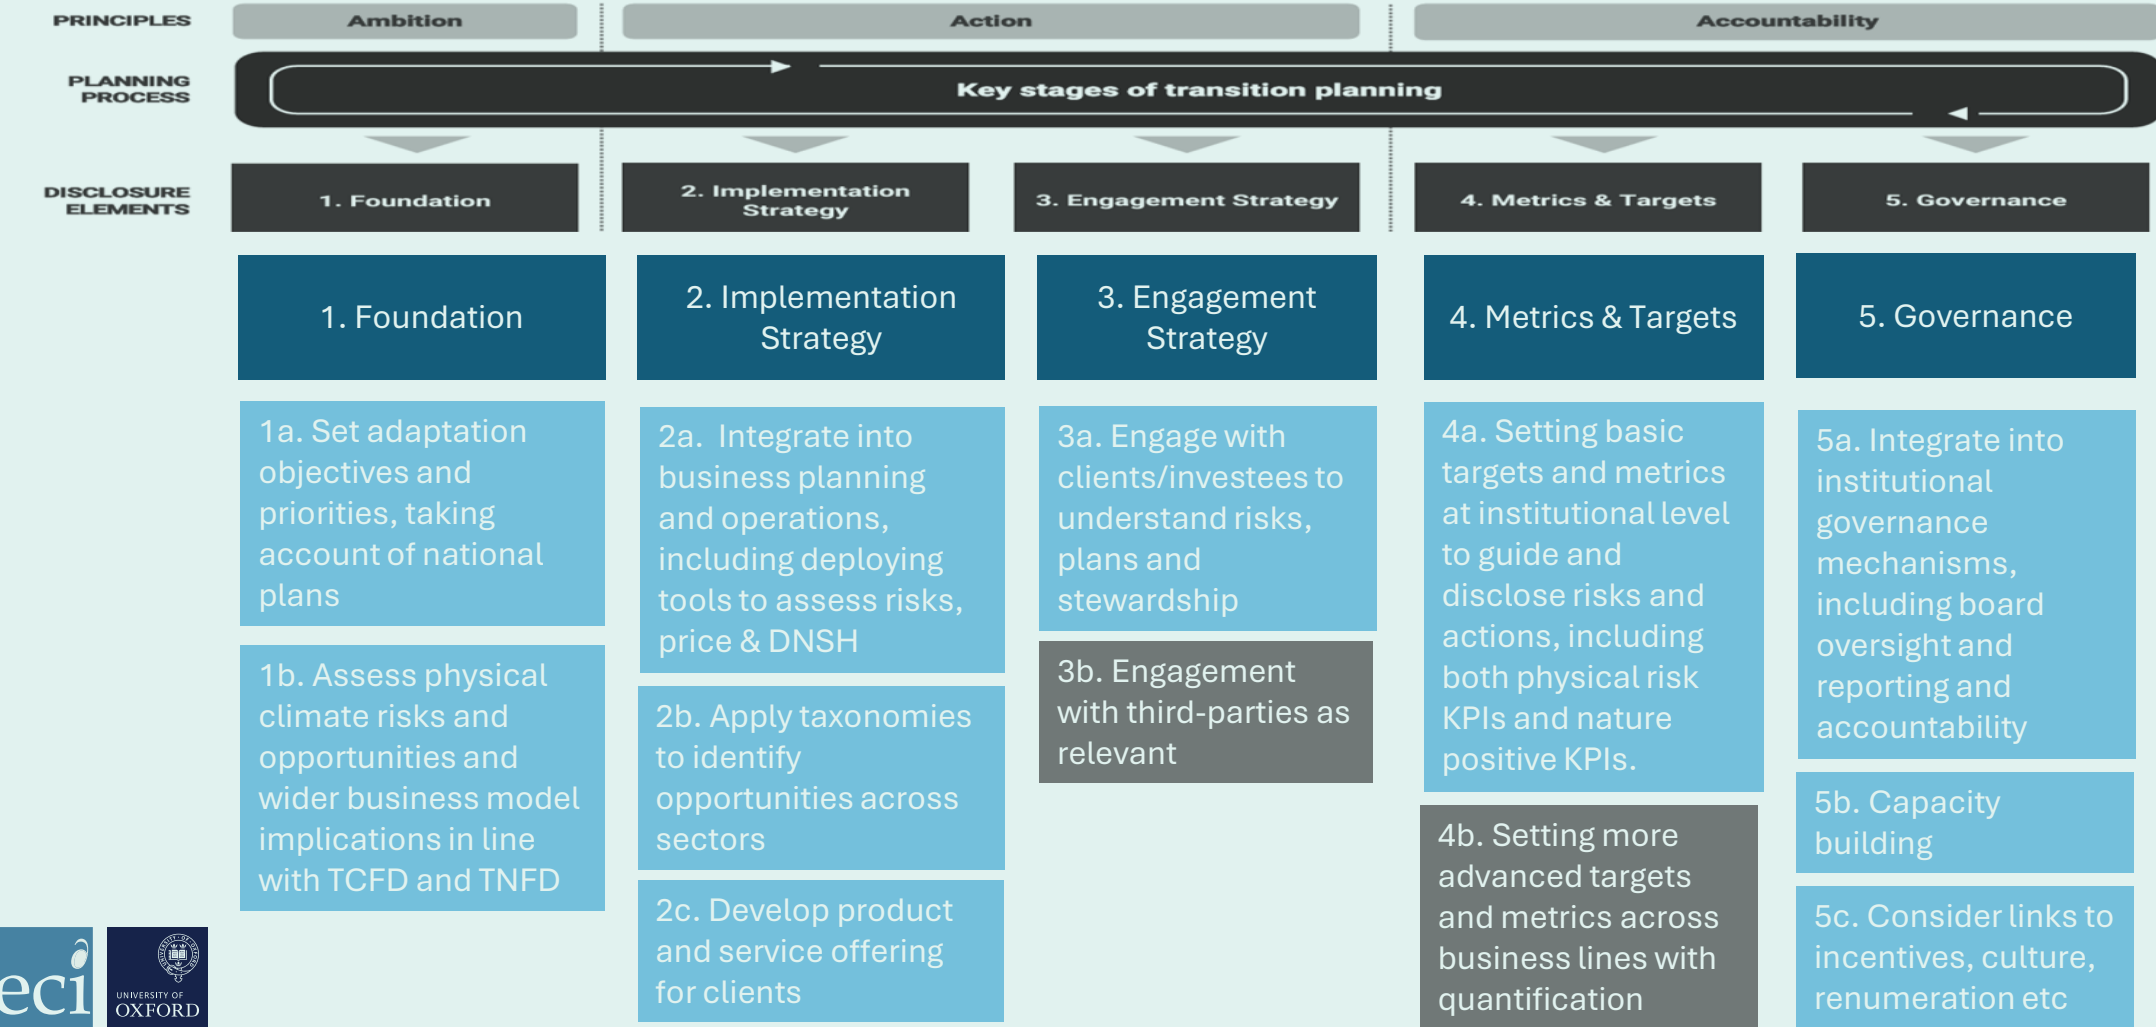 PRINCIPLES
Ambition
Action
Accountability
PLANNING
PROCESS
Key stages of transition planning
DISCLOSURE
ELEMENTS
1. Foundation
2. Implementation
Strategy
3. Engagement Strategy
4. Metrics & Targets
5. Governance
1. Foundation
2. Implementation
Strategy
3. Engagement
Strategy
4. Metrics & Targets
5. Governance
1a. Set adaptation
objectives and
priorities, taking
account of national
plans
1b. Assess physical
climate risks and
opportunities and
wider business model
implications in line
with TCFD and TNFD
2a. Integrate into
business planning
and operations,
including deploying
tools to assess risks,
price & DNSH
2b. Apply taxonomies
to identify
opportunities across
sectors
2c. Develop product
and service offering
for clients
3a. Engage with
clients/investees to
understand risks,
plans and
stewardship
3b. Engagement
with third-parties as
relevant
4a. Setting basic
targets and metrics
at institutional level
to guide and
disclose risks and
actions, including
both physical risk
KPIs and nature
positive KPIs.
4b. Setting more
advanced targets
and metrics across
business lines with
quantification
5a. Integrate into
institutional
governance
mechanisms,
including board
oversight and
reporting and
accountability
5b. Capacity
building
5c. Consider links to
incentives, culture,
renumeration etc
eci
UNIVERSITY OF
OXFORD